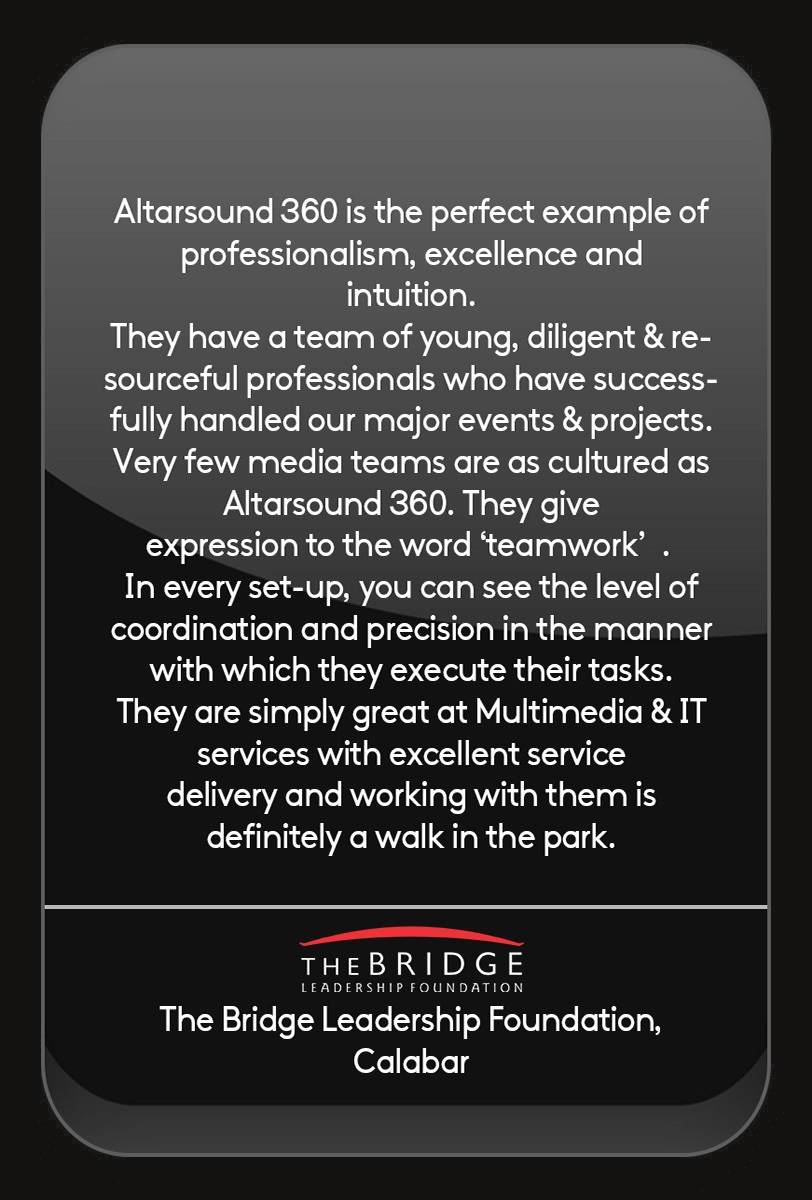 Altarsound 360 is the perfect example of
professionalism, excellence and
intuition.
They have a team of young, diligent & re-
sourceful professionals who have success-
fully handled our major events & projects.
Very few media teams are as cultured as
Altarsound 360. They give
expression to the word ‘teamwork’ .
In every set-up, you can see the level of
coordination and precision in the manner
with which they execute their tasks.
They are simply great at Multimedia & IT
services with excellent service
delivery and working with them is
definitely a walk in the park.
THE BRIDGE
LEADERSHIP FOUNDATION
The Bridge Leadership Foundation,
Calabar